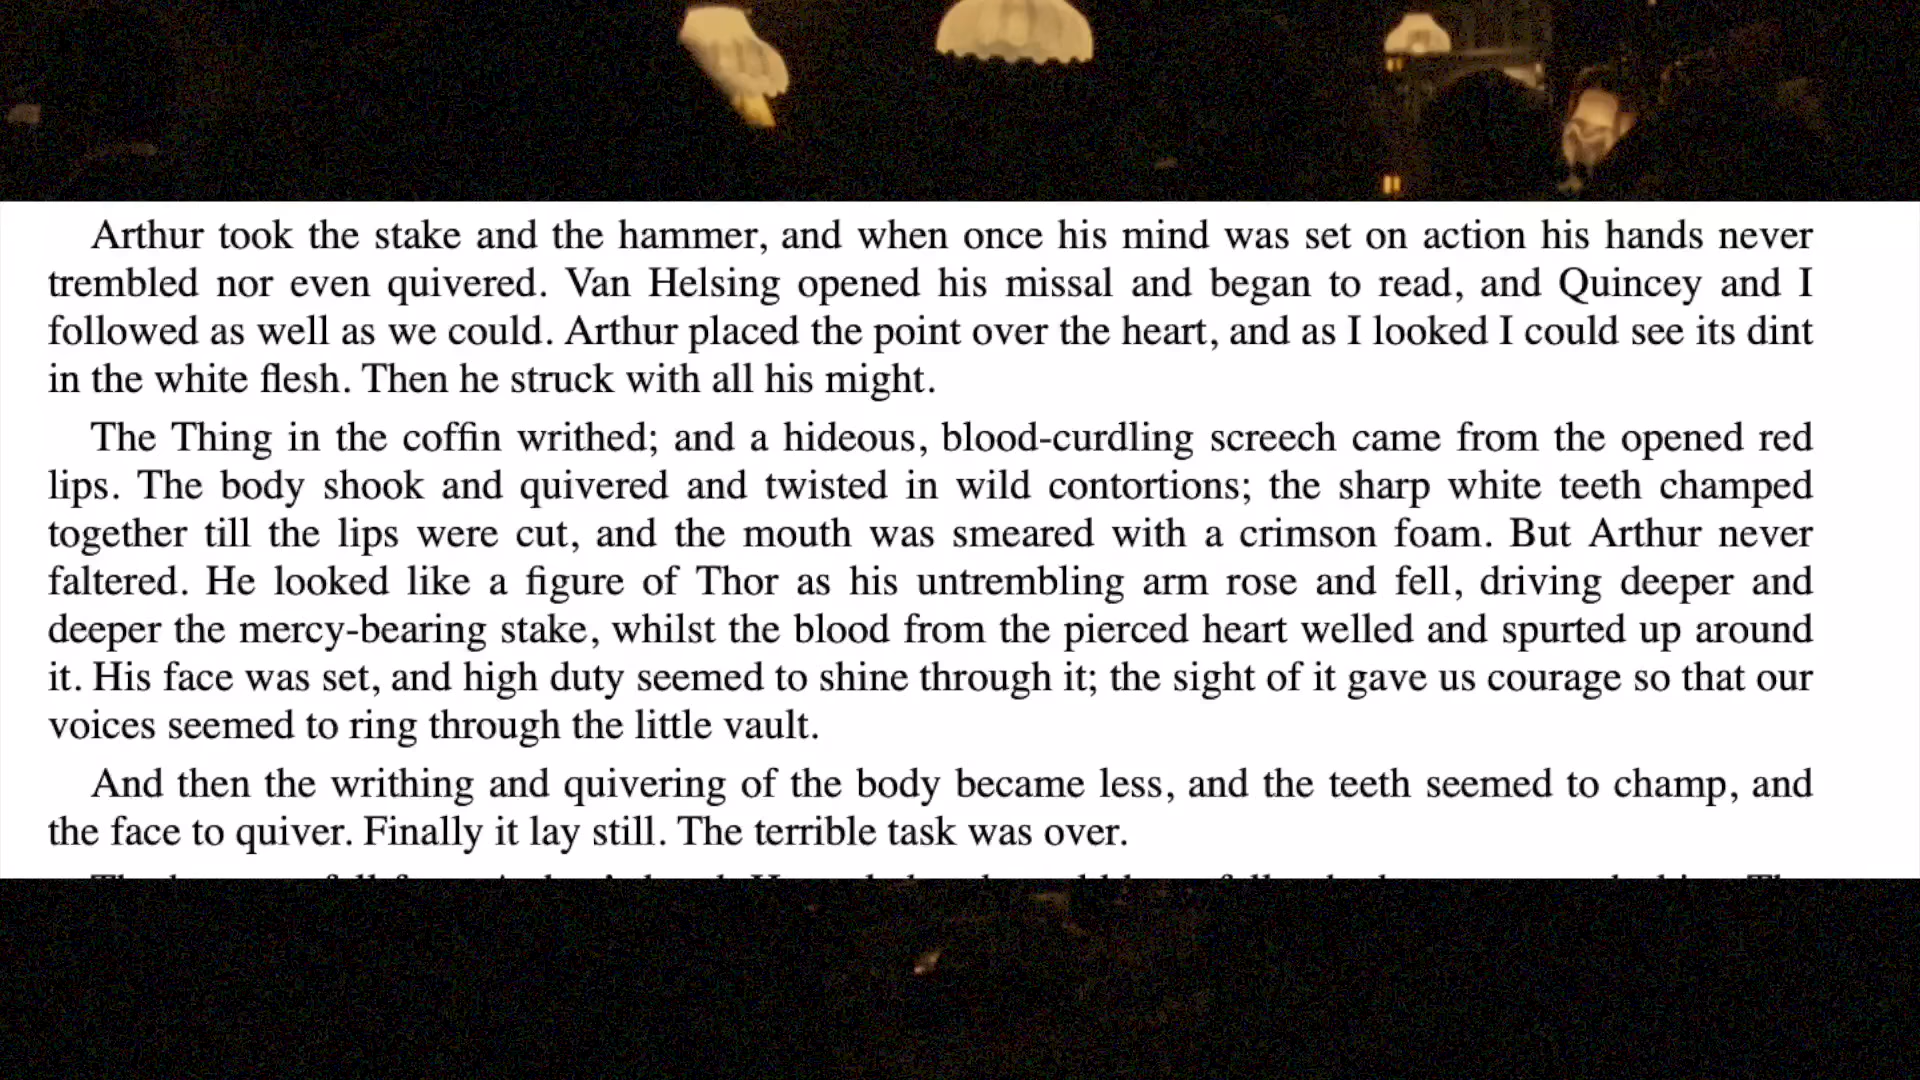 Arthur took the stake and the hammer, and when once his mind was set on action his hands never
trembled nor even quivered. Van Helsing opened his missal and began to read, and Quincey and I
followed as well as we could. Arthur placed the point over the heart, and as I looked I could see its dint
in the white flesh. Then he struck with all his might.
The Thing in the coffin writhed; and a hideous, blood-curdling screech came from the opened red
lips. The body shook and quivered and twisted in wild contortions; the sharp white teeth champed
together till the lips were cut, and the mouth was smeared with a crimson foam. But Arthur never
faltered. He looked like a figure of Thor as his untrembling arm rose and fell, driving deeper and
deeper the mercy-bearing stake, whilst the blood from the pierced heart welled and spurted up around
it. His face was set, and high duty seemed to shine through it; the sight of it gave us courage so that our
voices seemed to ring through the little vault.
And then the writhing and quivering of the body became less, and the teeth seemed to champ, and
the face to quiver. Finally it lay still. The terrible task was over.